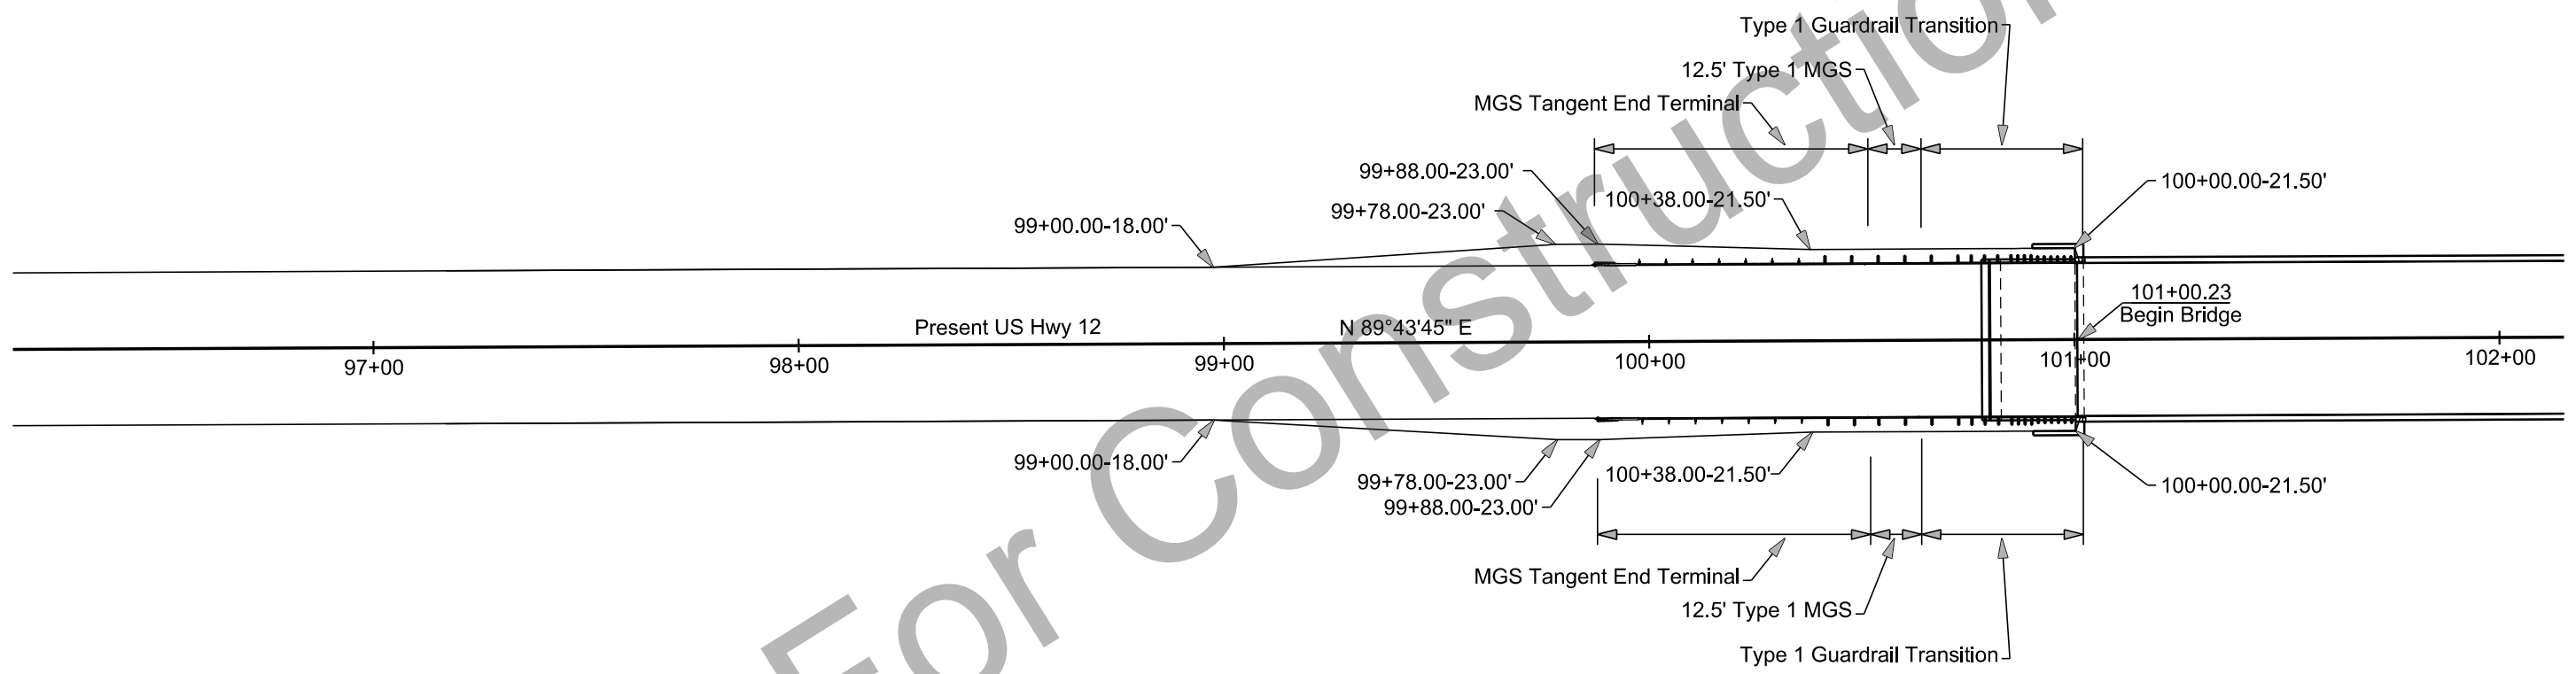 Type 1 Guardrail Transition
12.5' Type 1 MGS
MGS Tangent End Terminal
99+88.00-23.00'
100+00.00-21.50'
100+38.00-21.50'
99+78.00-23.00'
99+00.00-18.00'
101+00.23
Begin Bridge
Present US Hwy 12
N 89°43'45" E
97+00
98+00
99+00
100+00
101+00
102+00
99+00.00-18.00'
99+78.00-23.00'
100+38.00-21.50'
100+00.00-21.50'
99+88.00-23.00'
MGS Tangent End Terminal
12.5' Type 1 MGS
Type 1 Guardrail Transition
For Construction